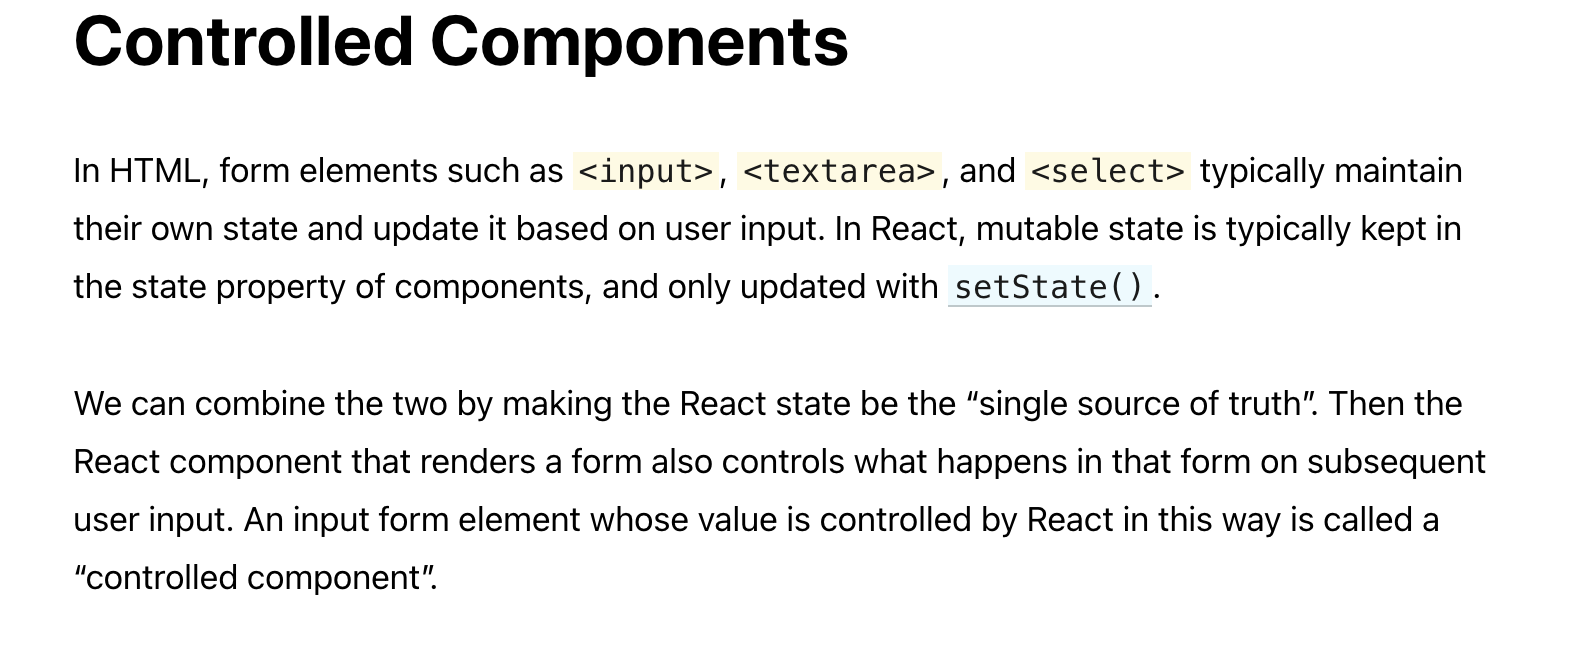 Controlled Components
In HTML, form elements such as <input>, <textarea>, and <select> typically maintain
their own state and update it based on user input. In React, mutable state is typically kept in
the state property of components, and only updated with setState().
We can combine the two by making the React state be the “single source of truth”. Then the
React component that renders a form also controls what happens in that form on subsequent
user input. An input form element whose value is controlled by React in this way is called a
“controlled component”.